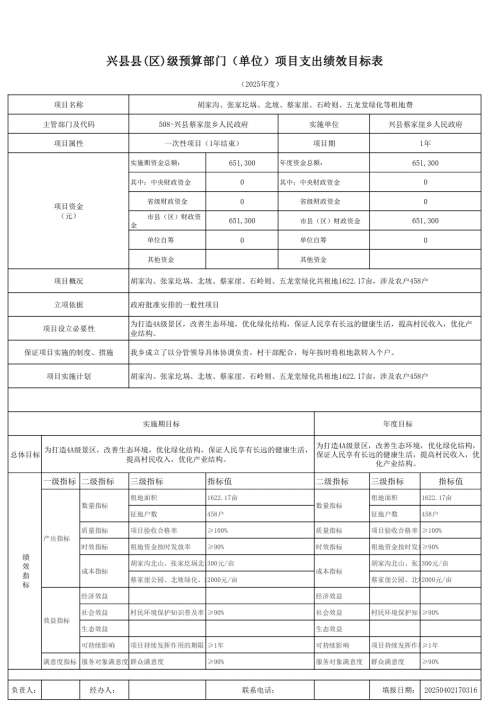 兴县县(区)级预算部门（单位）项目支出绩效目标表
（2025年度）
项目名称 胡家沟、张家圪埚、北坡、蔡家崖、石岭则、五龙堂绿化等租地费
主管部门及代码 508-兴县蔡家崖乡人民政府 实施单位 兴县蔡家崖乡人民政府
项目属性 一次性项目（1年结束） 项目期 1年
项目资金（元）
实施期资金总额： 651,300 年度资金总额： 651,300
其中：中央财政资金 0 其中：中央财政资金 0
省级财政资金 0 省级财政资金 0
市县（区）财政资金 651,300 市县（区）财政资金 651,300
单位自筹 0 单位自筹 0
其他资金 其他资金
项目概况 胡家沟、张家圪埚、北坡、蔡家崖、石岭则、五龙堂绿化共租地1622.17亩，涉及农户458户
立项依据 政府批准安排的一般性项目
项目设立必要性 为打造4A级景区，改善生态环境，优化绿化结构，保证人民享有长远的健康生活，提高村民收入，优化产
业结构。
保证项目实施的制度、措施 我乡成立了以分管领导具体协调负责，村干部配合，每年按时将租地款转入个户。
项目实施计划 胡家沟、张家圪埚、北坡、蔡家崖、石岭则、五龙堂绿化共租地1622.17亩，涉及农户458户
实施期目标 年度目标
总体目标 为打造4A级景区，改善生态环境，优化绿化结构，保证人民享有长远的健康生活，
提高村民收入，优化产业结构。
为打造4A级景区，改善生态环境，优化绿化结构，
保证人民享有长远的健康生活，提高村民收入，优
化产业结构。
绩效指标
一级指标 二级指标 三级指标 指标值 二级指标 三级指标 指标值
产出指标
数量指标 租地面积 1622.17亩 数量指标 租地面积 1622.17亩
征地户数 458户 征地户数 458户
质量指标 项目验收合格率 ≥100% 质量指标 项目验收合格率 ≥100%
时效指标 租地资金按时发放率 ≥90% 时效指标 租地资金按时发 ≥90%
成本指标 胡家沟北山、张家圪埚北 300元/亩 成本指标 胡家沟北山、张 300元/亩
蔡家崖公园、北坡绿化、 2000元/亩 蔡家崖公园、北 2000元/亩
效益指标
经济效益 经济效益
社会效益 村民环境保护知识普及率 ≥90% 社会效益 村民环境保护知 ≥90%
生态效益 生态效益
可持续影响 项目持续发挥作用的期限 ≥1年 可持续影响 项目持续发挥作 ≥1年
满意度指标 服务对象满意度 群众满意度 ≥90% 服务对象满意度 群众满意度 ≥90%
负责人： 经办人： 联系电话： 填报日期： 20250402170316